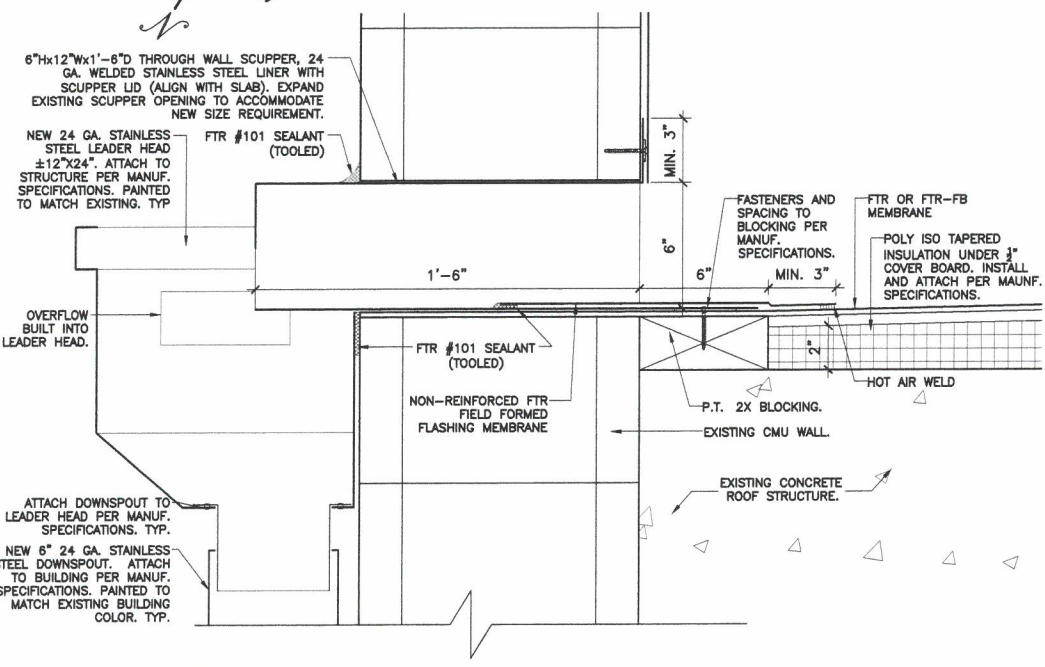 6"Hx12"Wx1'-6"D THROUGH WALL SCUPPER, 24
GA. WELDED STAINLESS STEEL LINER WITH
SCUPPER LID (ALIGN WITH SLAB). EXPAND
EXISTING SCUPPER OPENING TO ACCOMMODATE
NEW SIZE REQUIREMENT.
NEW 24 GA. STAINLESS
STEEL LEADER HEAD
±12"X24". ATTACH TO
STRUCTURE PER MANUF.
SPECIFICATIONS. PAINTED
TO MATCH EXISTING. TYP
FTR #101 SEALANT
(TOOLED)
MIN. 3"
6"
FASTENERS AND
SPACING TO
BLOCKING PER
MANUF.
SPECIFICATIONS.
FTR OR FTR-FB
MEMBRANE
POLY ISO TAPERED
INSULATION UNDER ½"
COVER BOARD. INSTALL
AND ATTACH PER MAUNF.
SPECIFICATIONS.
1'-6"
6"
MIN. 3"
OVERFLOW
BUILT INTO
LEADER HEAD.
FTR #101 SEALANT
(TOOLED)
2"
HOT AIR WELD
NON-REINFORCED FTR
FIELD FORMED
FLASHING MEMBRANE
P.T. 2X BLOCKING.
EXISTING CMU WALL.
EXISTING CONCRETE
ROOF STRUCTURE.
ATTACH DOWNSPOUT TO
LEADER HEAD PER MANUF.
SPECIFICATIONS. TYP.
NEW 6" 24 GA. STAINLESS
STEEL DOWNSPOUT. ATTACH
TO BUILDING PER MANUF.
SPECIFICATIONS. PAINTED TO
MATCH EXISTING BUILDING
COLOR. TYP.